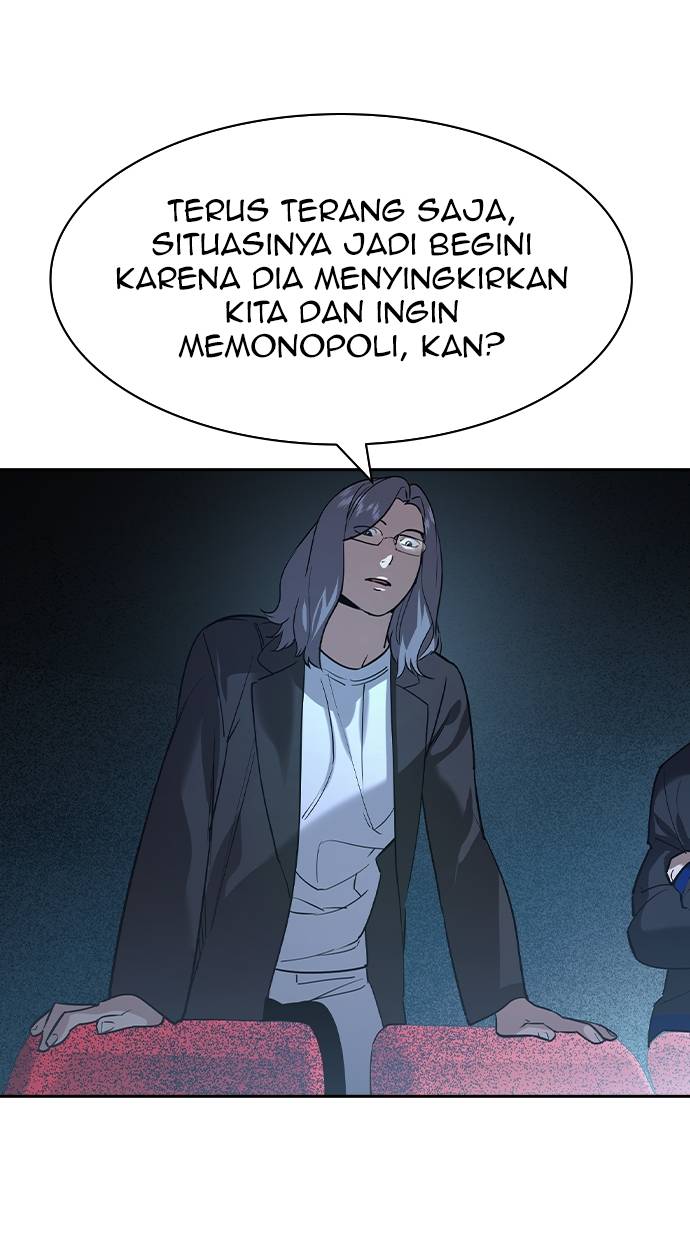 TERUS TERANG SAJA,
SITUASINYA JADI BEGINI
KARENA DIA MENYINGKIRKAN
KITA DAN INGIN
MEMONOPOLI, KAN?